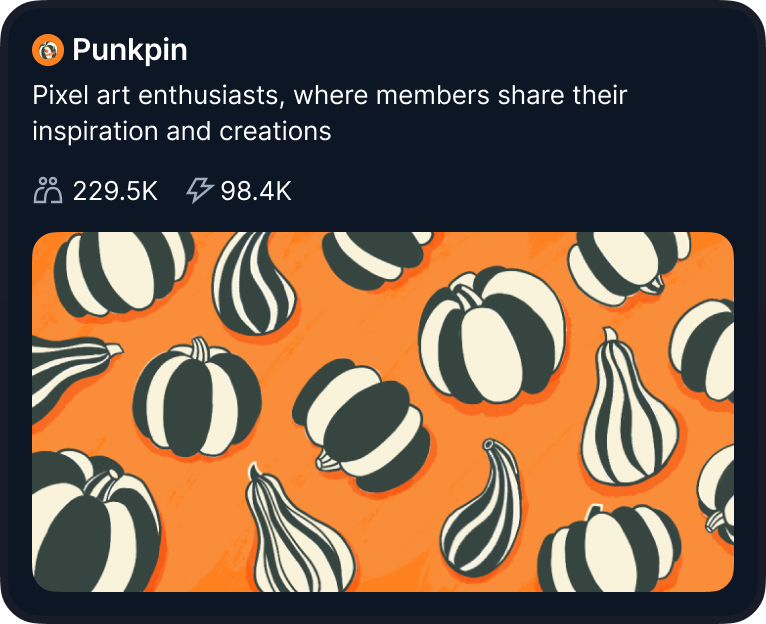 Punkpin
Pixel art enthusiasts, where members share their
inspiration and creations
229.5K 98.4K